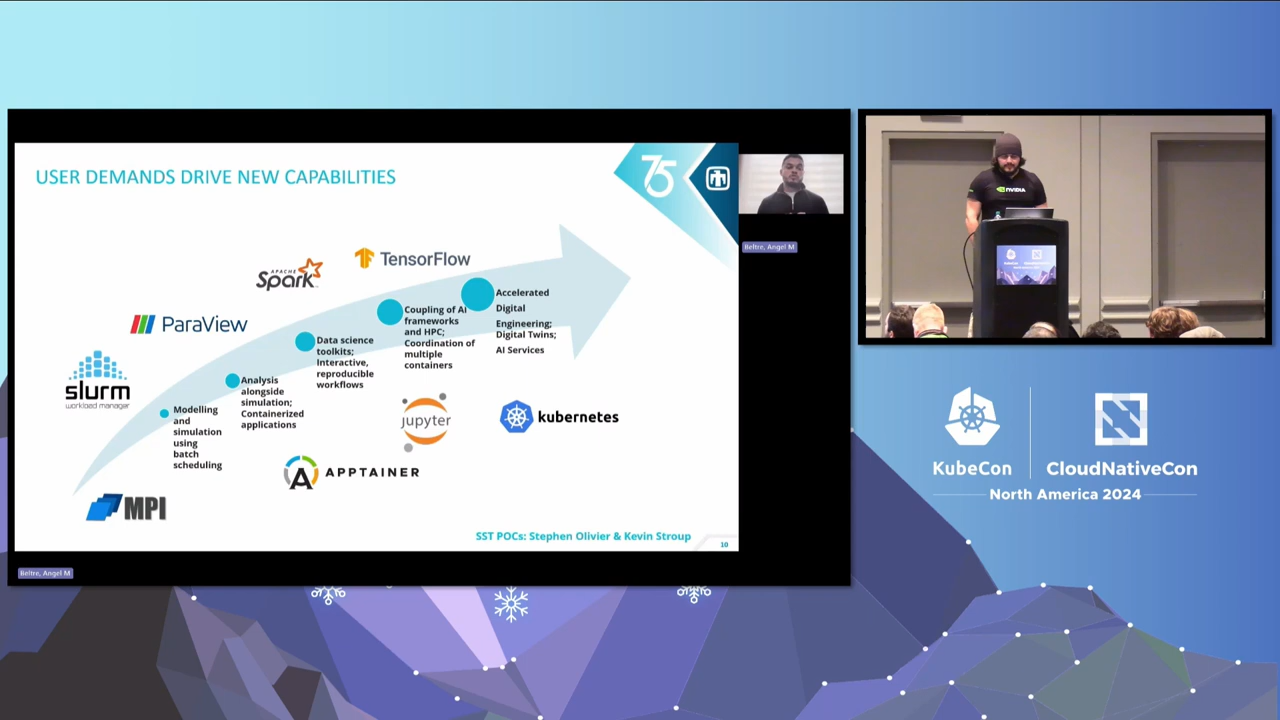 USER DEMANDS DRIVE NEW CAPABILITIES
75
Beltre, Angel M
NVIDIA
APACHE
Spark
TensorFlow
ParaView
slurm
workload manager
MPI
APPTAINER
jupyter
kubernetes
Modelling
and
simulation
using
batch
scheduling
Analysis
alongside
simulation;
Containerized
applications
Data science
toolkits;
Interactive,
reproducible
workflows
Coupling of AI
frameworks
and HPC;
Coordination of
multiple
containers
Accelerated
Digital
Engineering;
Digital Twins;
AI Services
SST POCs: Stephen Olivier & Kevin Stroup
10
Beltre, Angel M
KubeCon
CloudNativeCon
North America 2024